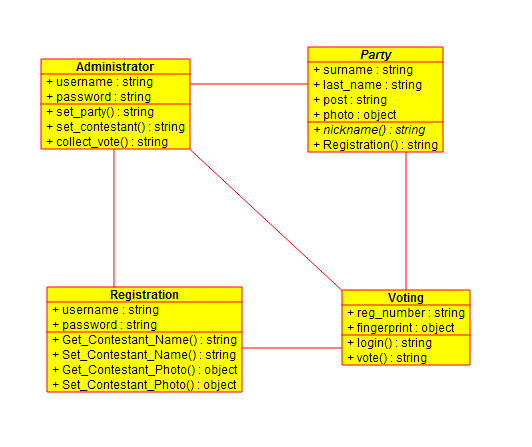 Administrator
+ username : string
+ password : string
+ set_party() : string
+ set_contestant() : string
+ collect_vote() : string
Party
+ surname : string
+ last_name : string
+ post : string
+ photo : object
+ nickname() : string
+ Registration() : string
Registration
+ username : string
+ password : string
+ Get_Contestant_Name() : string
+ Set_Contestant_Name() : string
+ Get_Contestant_Photo() : object
+ Set_Contestant_Photo() : object
Voting
+ reg_number : string
+ fingerprint : object
+ login() : string
+ vote() : string